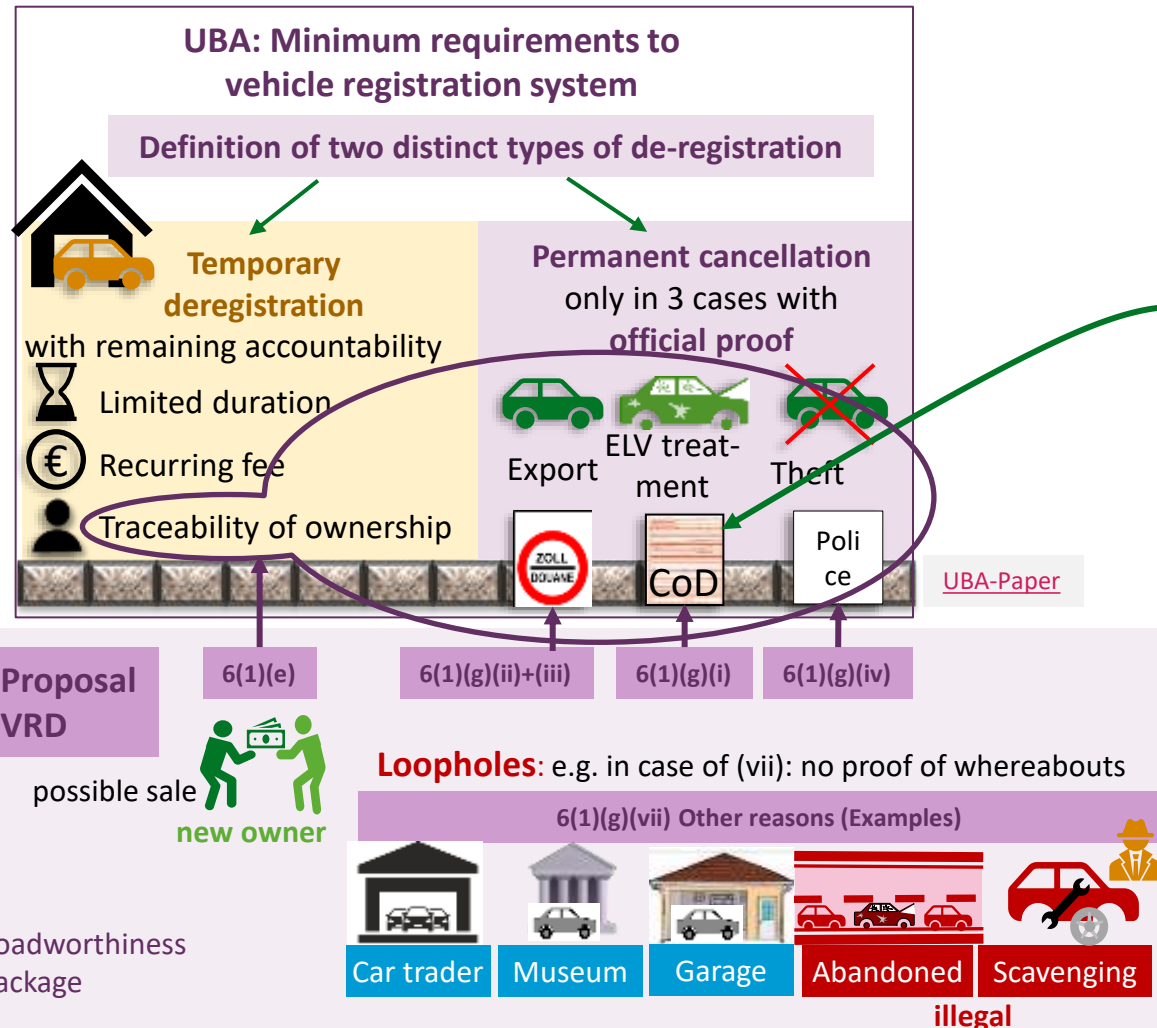 UBA: Minimum requirements to
vehicle registration system
Definition of two distinct types of de-registration
Temporary
deregistration
with remaining accountability
Limited duration
€
Recurring fee
Traceability of ownership
Permanent cancellation
only in 3 cases with
official proof
Export
ELV treat-
ment
Theft
ZOLL
DOUANE
CoD
Poli
ce
UBA-Paper
Proposal
VRD
6(1)(e)
6(1)(g)(ii)+(iii)
6(1)(g)(i)
6(1)(g)(iv)
possible sale
new owner
Loopholes: e.g. in case of (vii): no proof of whereabouts
6(1)(g)(vii) Other reasons (Examples)
Car trader
Museum
Garage
Abandoned
Scavenging
illegal
oadworthiness
ackage